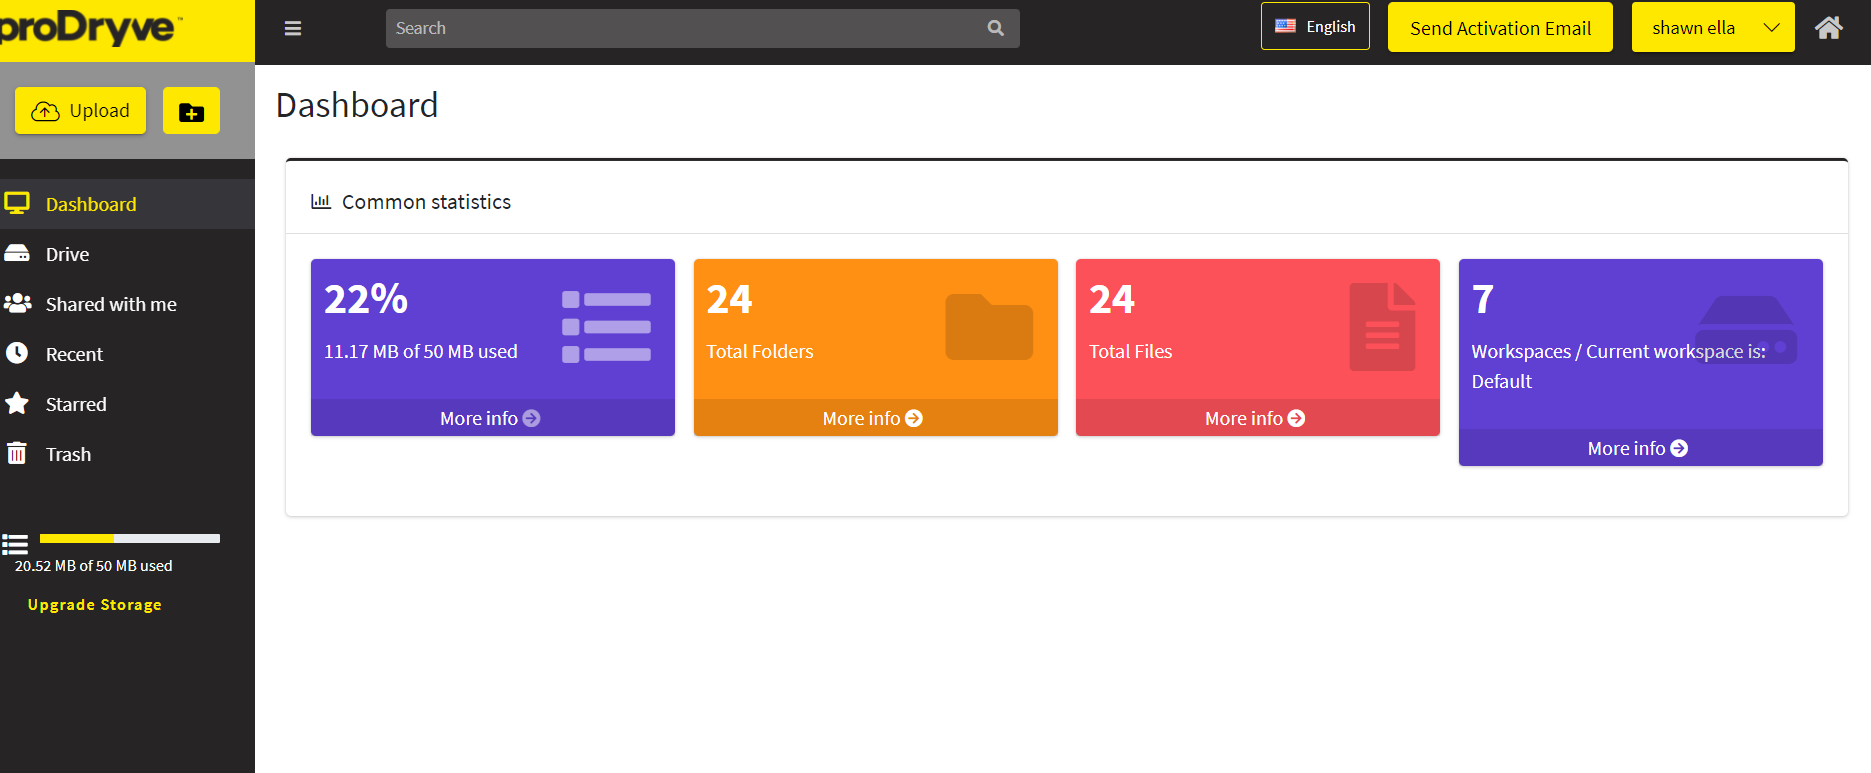 proDryve™
Search
English
Send Activation Email
shawn ella
Upload
Dashboard
Drive
Shared with me
Recent
Starred
Trash
20.52 MB of 50 MB used
Upgrade Storage
Dashboard
Common statistics
22%
11.17 MB of 50 MB used
More info
24
Total Folders
More info
24
Total Files
More info
7
Workspaces / Current workspace is:
Default
More info